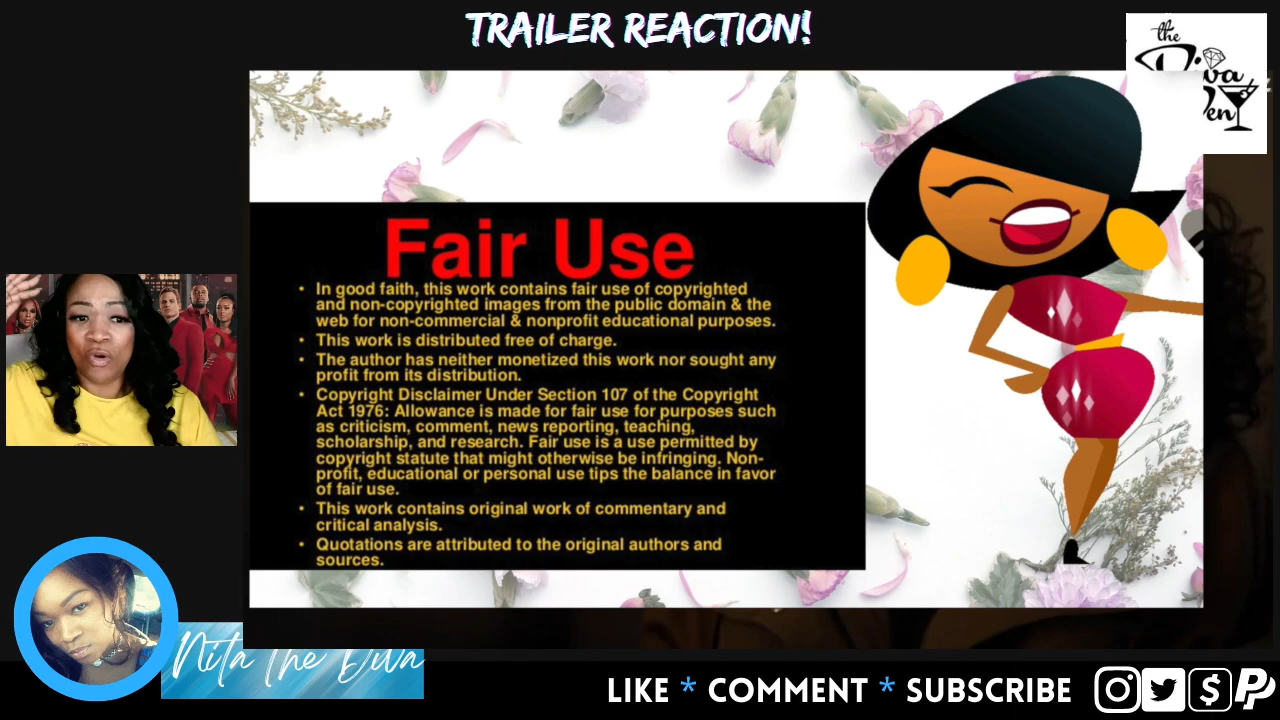 TRAILER REACTION!
the
Diva
Den
Fair Use
• In good faith, this work contains fair use of copyrighted
and non-copyrighted images from the public domain & the
web for non-commercial & nonprofit educational purposes.
• This work is distributed free of charge.
• The author has neither monetized this work nor sought any
profit from its distribution.
• Copyright Disclaimer Under Section 107 of the Copyright
Act 1976: Allowance is made for fair use for purposes such
as criticism, comment, news reporting, teaching,
scholarship, and research. Fair use is a use permitted by
copyright statute that might otherwise be infringing. Non-
profit, educational or personal use tips the balance in favor
of fair use.
• This work contains original work of commentary and
critical analysis.
• Quotations are attributed to the original authors and
sources.
Nita The Diva
LIKE * COMMENT * SUBSCRIBE